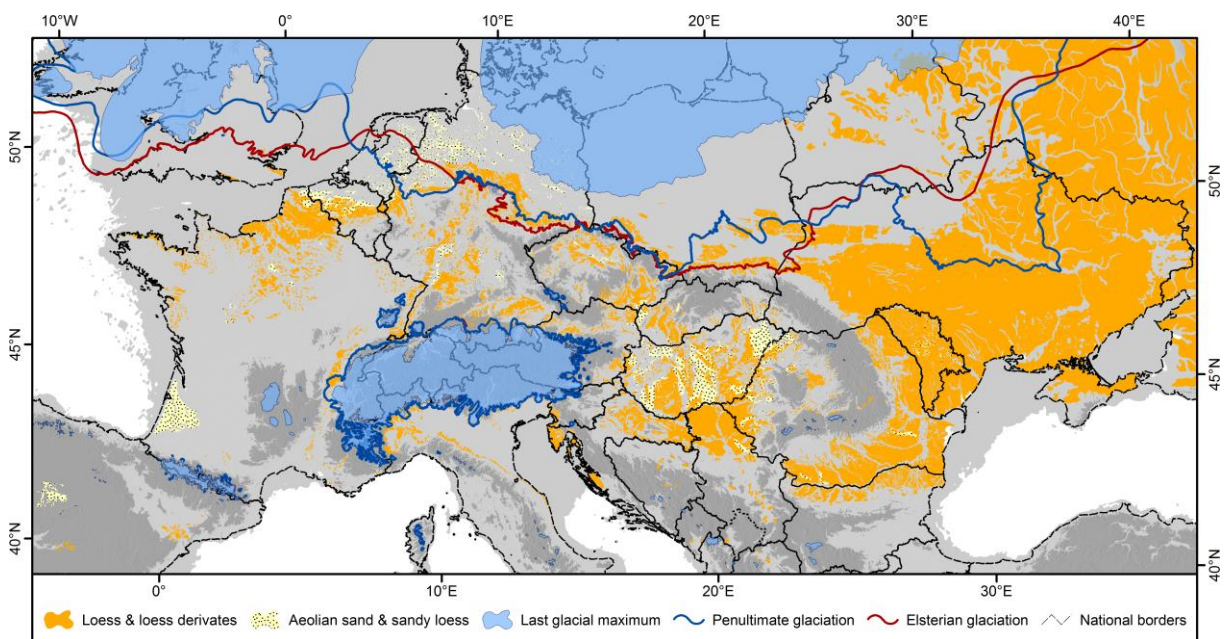 10°W 0° 10°E 20°E 30°E 40°E
50°N 50°N
45°N 45°N
40°N 40°N
0° 10°E 20°E 30°E
Loess & loess derivates Aeolian sand & sandy loess Last glacial maximum Penultimate glaciation Elsterian glaciation National borders